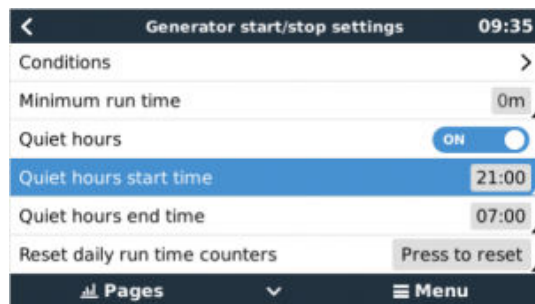 Generator start/stop settings 09:35
Conditions
Minimum run time 0m
Quiet hours ON
Quiet hours start time 21:00
Quiet hours end time 07:00
Reset daily run time counters Press to reset
Pages Menu